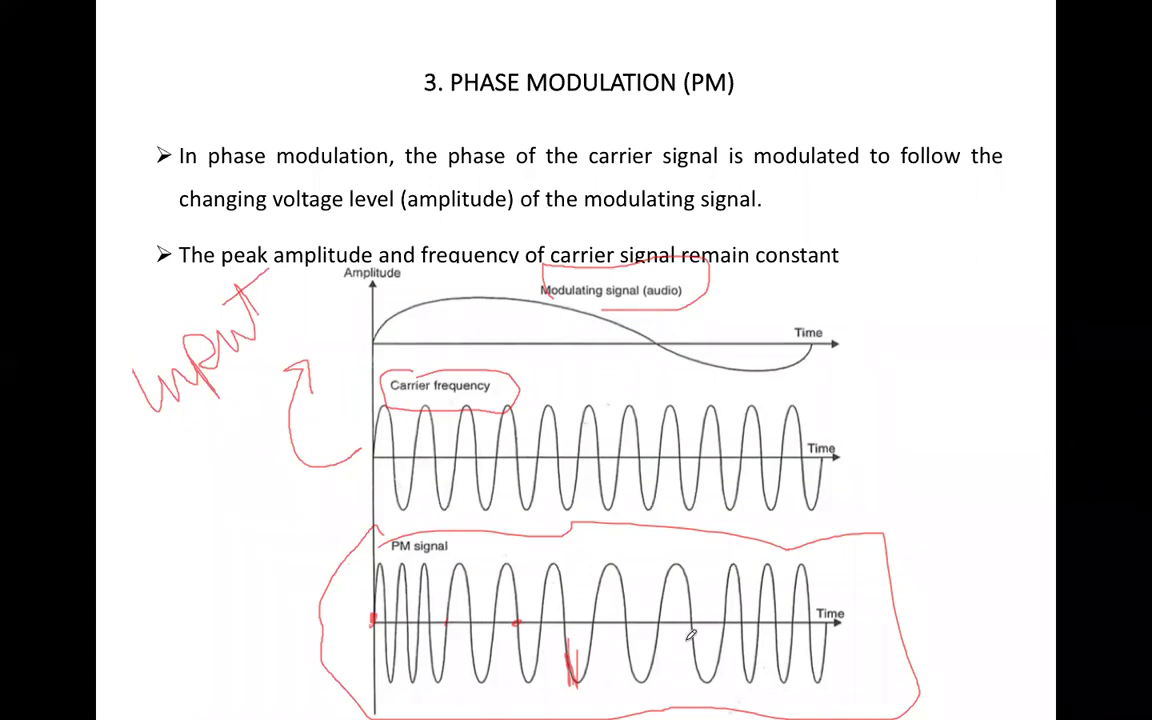 3. PHASE MODULATION (PM)
➢ In phase modulation, the phase of the carrier signal is modulated to follow the
changing voltage level (amplitude) of the modulating signal.
➢ The peak amplitude and frequency of carrier signal remain constant
Amplitude
Modulating signal (audio)
Time
input
Carrier frequency
Time
PM signal
Time